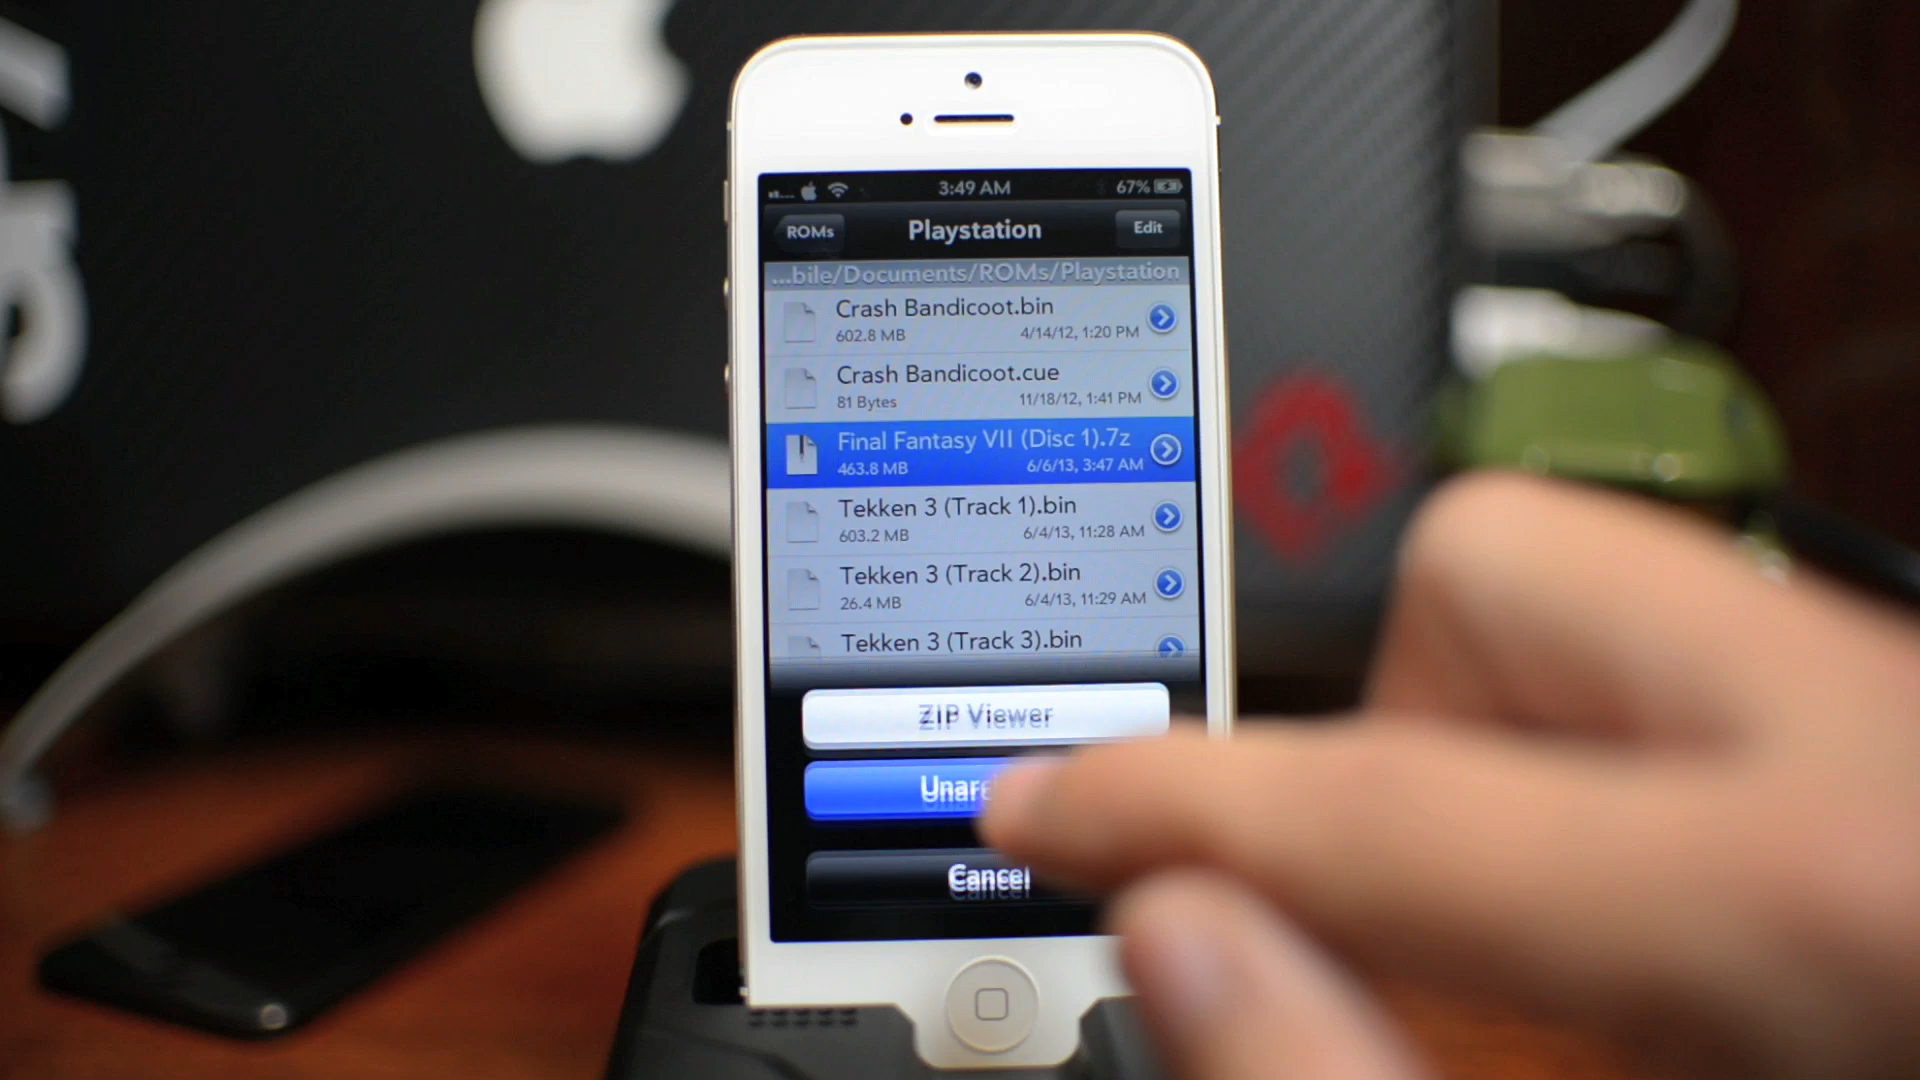 3:49 AM
67%
ROMs
Playstation
Edit
...bile/Documents/ROMs/Playstation
Crash Bandicoot.bin
602.8 MB
4/14/12, 1:20 PM
Crash Bandicoot.cue
81 Bytes
11/18/12, 1:41 PM
Final Fantasy VII (Disc 1).7z
463.8 MB
6/6/13, 3:47 AM
Tekken 3 (Track 1).bin
603.2 MB
6/4/13, 11:28 AM
Tekken 3 (Track 2).bin
26.4 MB
6/4/13, 11:29 AM
Tekken 3 (Track 3).bin
ZIP Viewer
Cancel